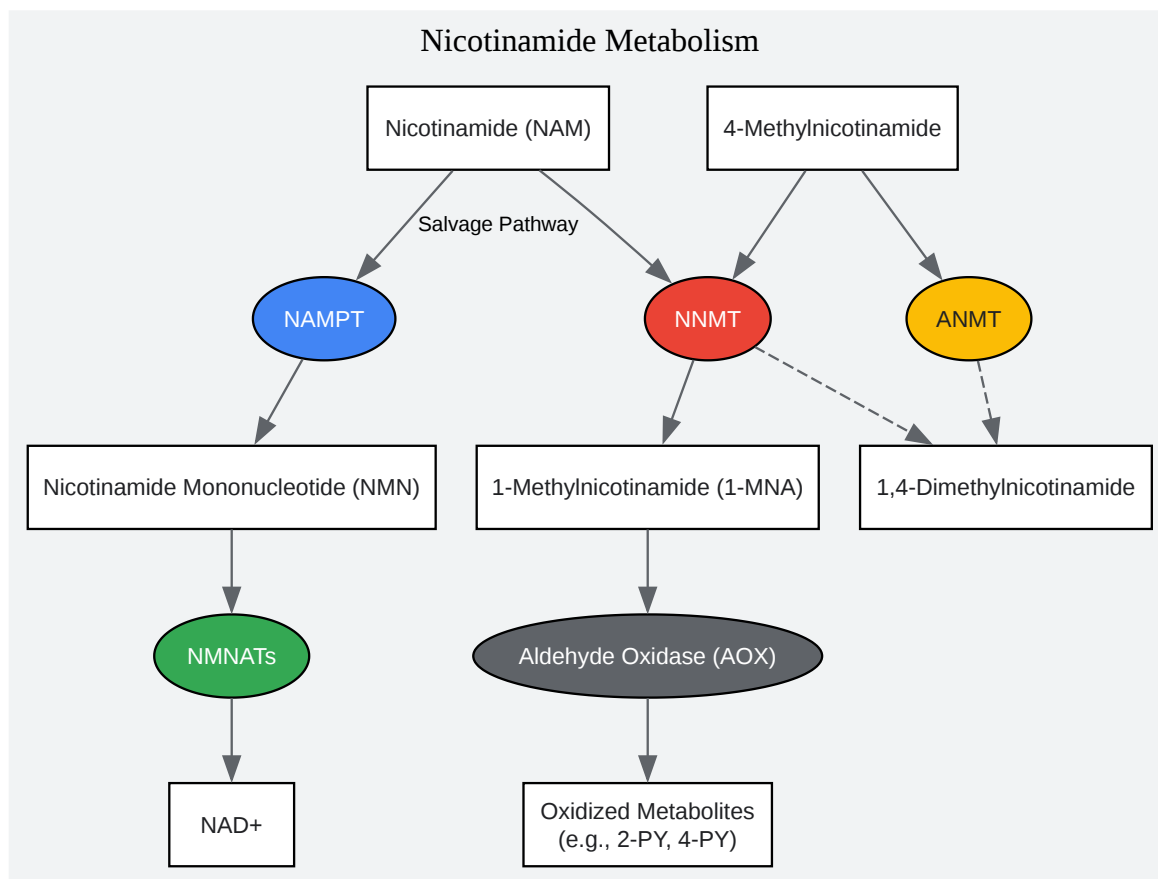 Nicotinamide Metabolism
Nicotinamide (NAM)
4-Methylnicotinamide
Salvage Pathway
NAMPT
NNMT
ANMT
Nicotinamide Mononucleotide (NMN)
1-Methylnicotinamide (1-MNA)
1,4-Dimethylnicotinamide
NMNATs
Aldehyde Oxidase (AOX)
NAD+
Oxidized Metabolites
(e.g., 2-PY, 4-PY)